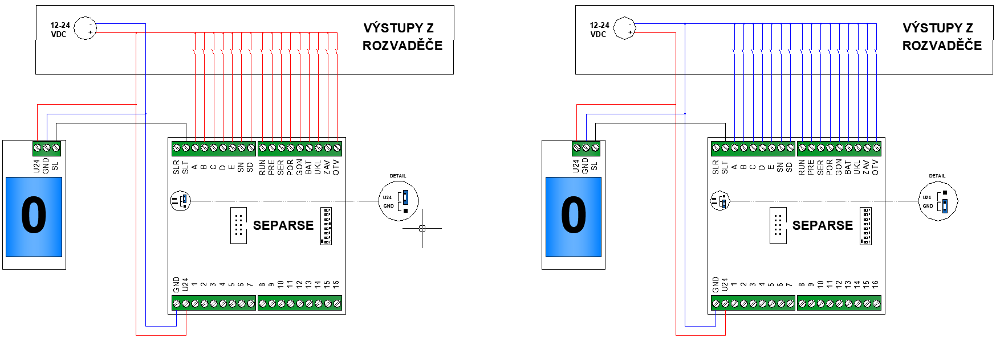 12-24
VDC
-
+
VÝSTUPY Z
ROZVADĚČE
U24
GND
SL
0
SLR
SLT
A
B
C
D
E
SN
SD
RUN
PRE
SER
POR
GON
BAT
UKL
ZAV
OTV
DETAIL
U24
GND
SEPARSE
GND
U24
1
2
3
4
5
6
7
8
9
10
11
12
13
14
15
16
12-24
VDC
-
+
VÝSTUPY Z
ROZVADĚČE
U24
GND
SL
0
SLR
SLT
A
B
C
D
E
SN
SD
RUN
PRE
SER
POR
GON
BAT
UKL
ZAV
OTV
DETAIL
U24
GND
SEPARSE
GND
U24
1
2
3
4
5
6
7
8
9
10
11
12
13
14
15
16